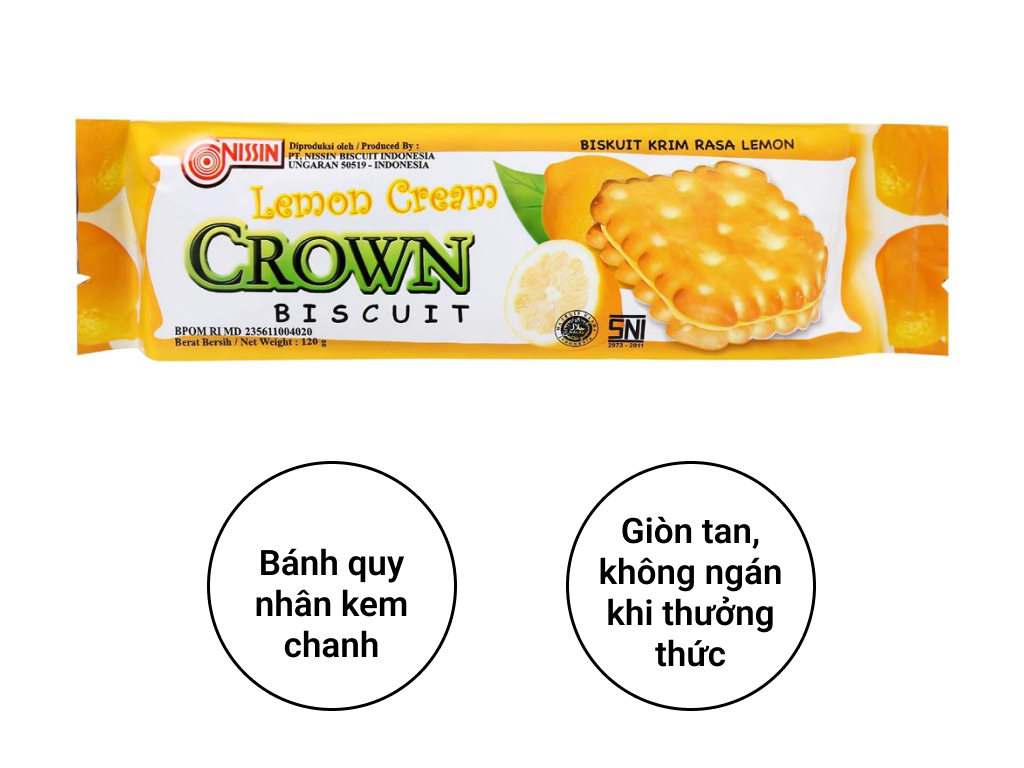 NISSIN
Diproduksi oleh / Produced By :
PT. NISSIN BISCUIT INDONESIA
UNGARAN 50519 - INDONESIA
BISKUIT KRIM RASA LEMON
Lemon Cream
CROWN
BISCUIT
BPOM RI MD 235611004020
Berat Bersih / Net Weight : 120 g
HALAL
SNI
2973 - 2011
Bánh quy
nhân kem
chanh
Giòn tan,
không ngán
khi thưởng
thức